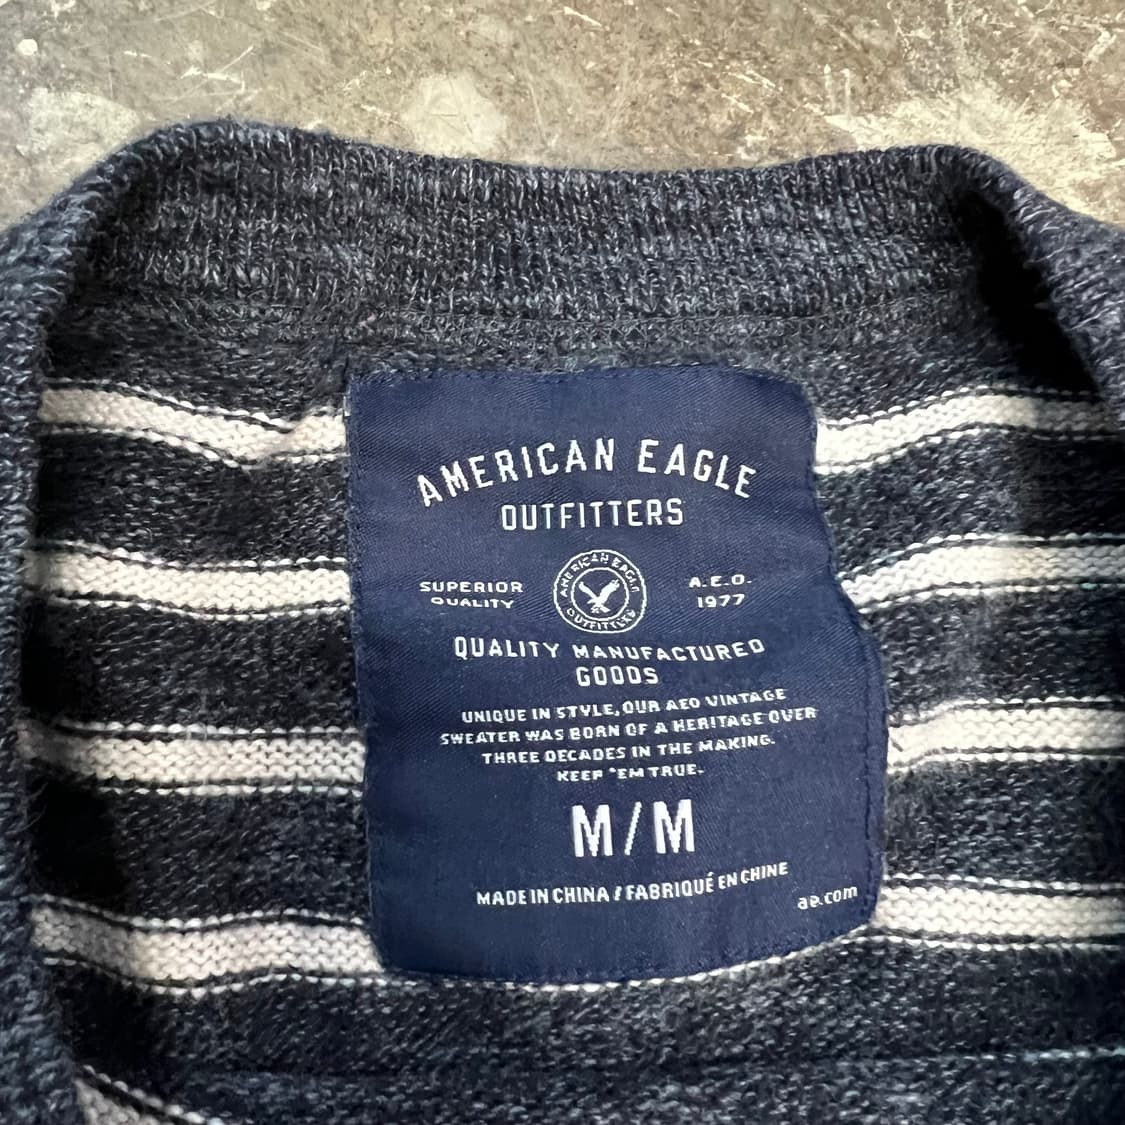 AMERICAN EAGLE
OUTFITTERS
AMERICAN EAGLE
OUTFITTERS
SUPERIOR
QUALITY
A.E.O.
1977
QUALITY MANUFACTURED
GOODS
UNIQUE IN STYLE, OUR AEO VINTAGE
SWEATER WAS BORN OF A HERITAGE OVER
THREE DECADES IN THE MAKING.
KEEP 'EM TRUE.
M/M
MADE IN CHINA / FABRIQUÉ EN CHINE
ae.com